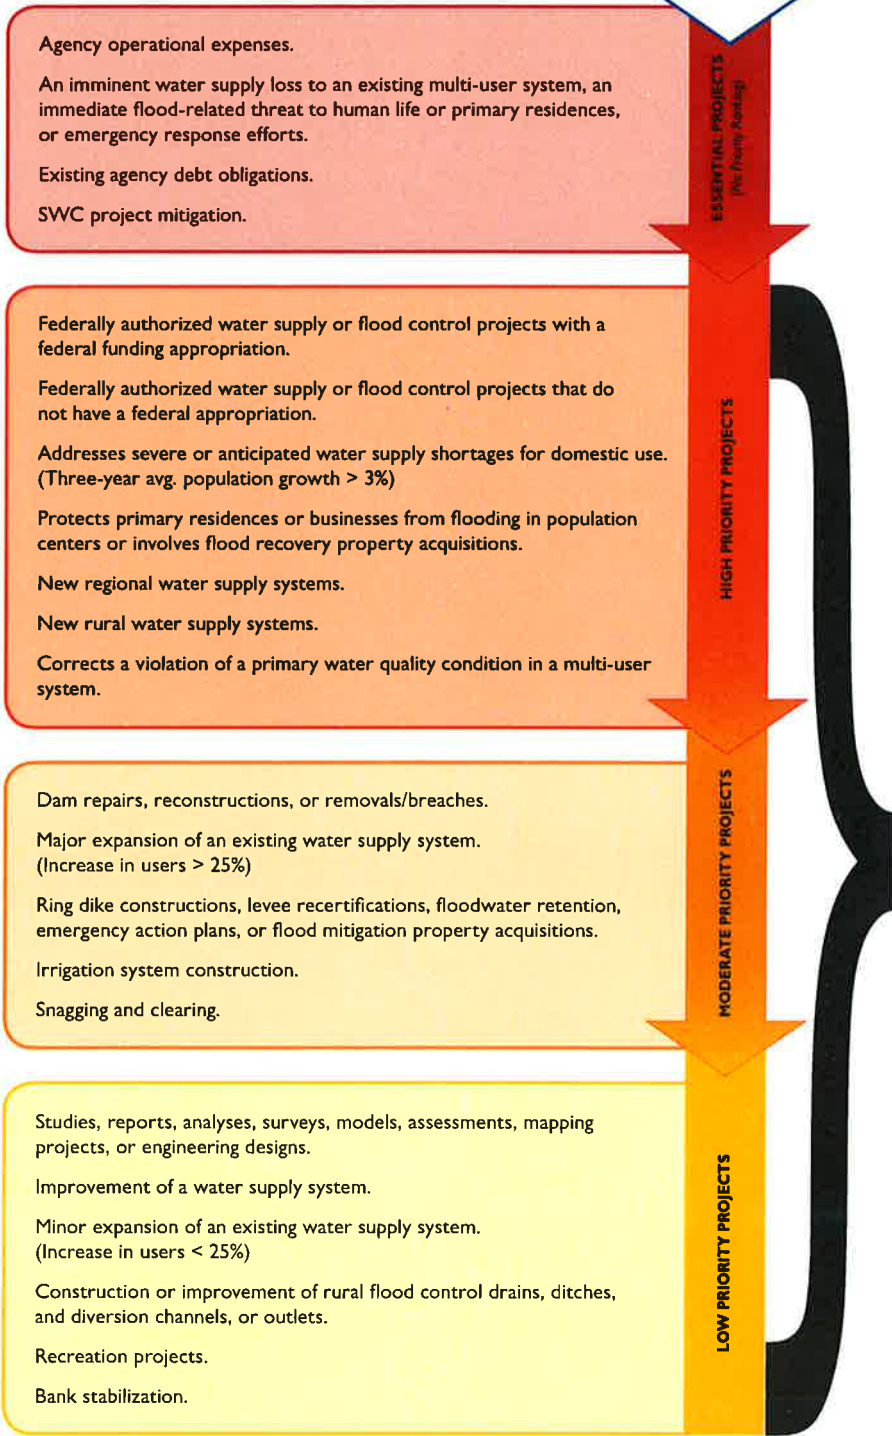 Agency operational expenses.
An imminent water supply loss to an existing multi-user system, an
immediate flood-related threat to human life or primary residences,
or emergency response efforts.
Existing agency debt obligations.
SWC project mitigation.
ESSENTIAL PROJECTS
(No Priority Ranking)
Federally authorized water supply or flood control projects with a
federal funding appropriation.
Federally authorized water supply or flood control projects that do
not have a federal appropriation.
Addresses severe or anticipated water supply shortages for domestic use.
(Three-year avg. population growth > 3%)
Protects primary residences or businesses from flooding in population
centers or involves flood recovery property acquisitions.
New regional water supply systems.
New rural water supply systems.
Corrects a violation of a primary water quality condition in a multi-user
system.
HIGH PRIORITY PROJECTS
Dam repairs, reconstructions, or removals/breaches.
Major expansion of an existing water supply system.
(Increase in users > 25%)
Ring dike constructions, levee recertifications, floodwater retention,
emergency action plans, or flood mitigation property acquisitions.
Irrigation system construction.
Snagging and clearing.
MODERATE PRIORITY PROJECTS
Studies, reports, analyses, surveys, models, assessments, mapping
projects, or engineering designs.
Improvement of a water supply system.
Minor expansion of an existing water supply system.
(Increase in users < 25%)
Construction or improvement of rural flood control drains, ditches,
and diversion channels, or outlets.
Recreation projects.
Bank stabilization.
LOW PRIORITY PROJECTS